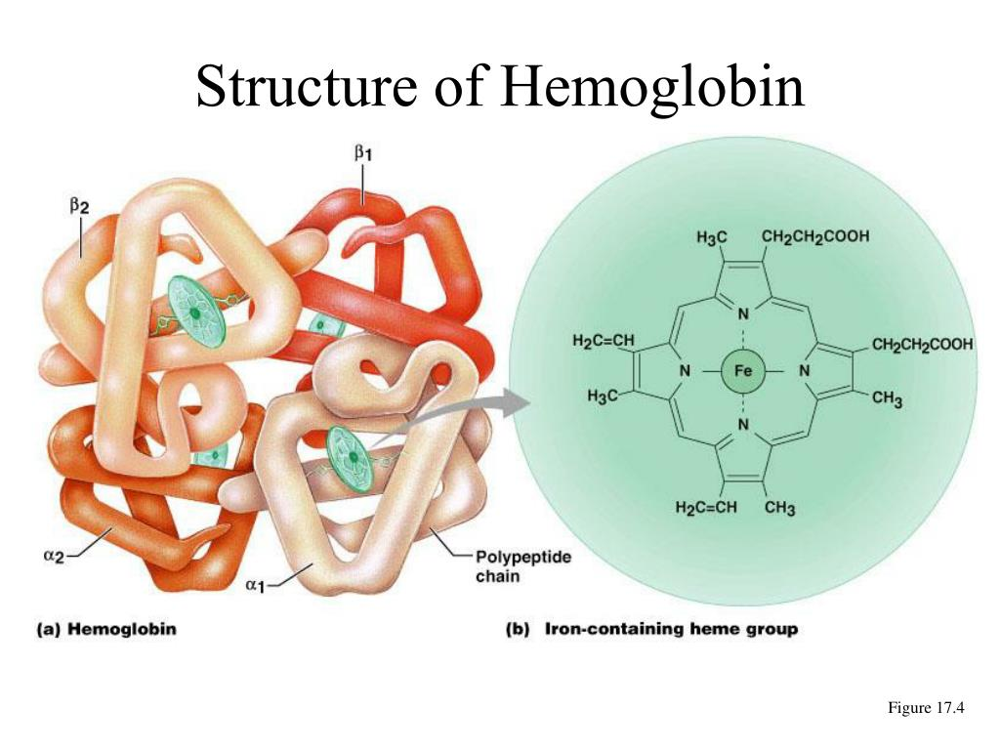 Structure of Hemoglobin
β1
β2
α2
α1
Polypeptide
chain
(a) Hemoglobin
H3C
CH2CH2COOH
N
H2C=CH
CH2CH2COOH
N
Fe
N
H3C
CH3
N
H2C=CH
CH3
(b) Iron-containing heme group
Figure 17.4